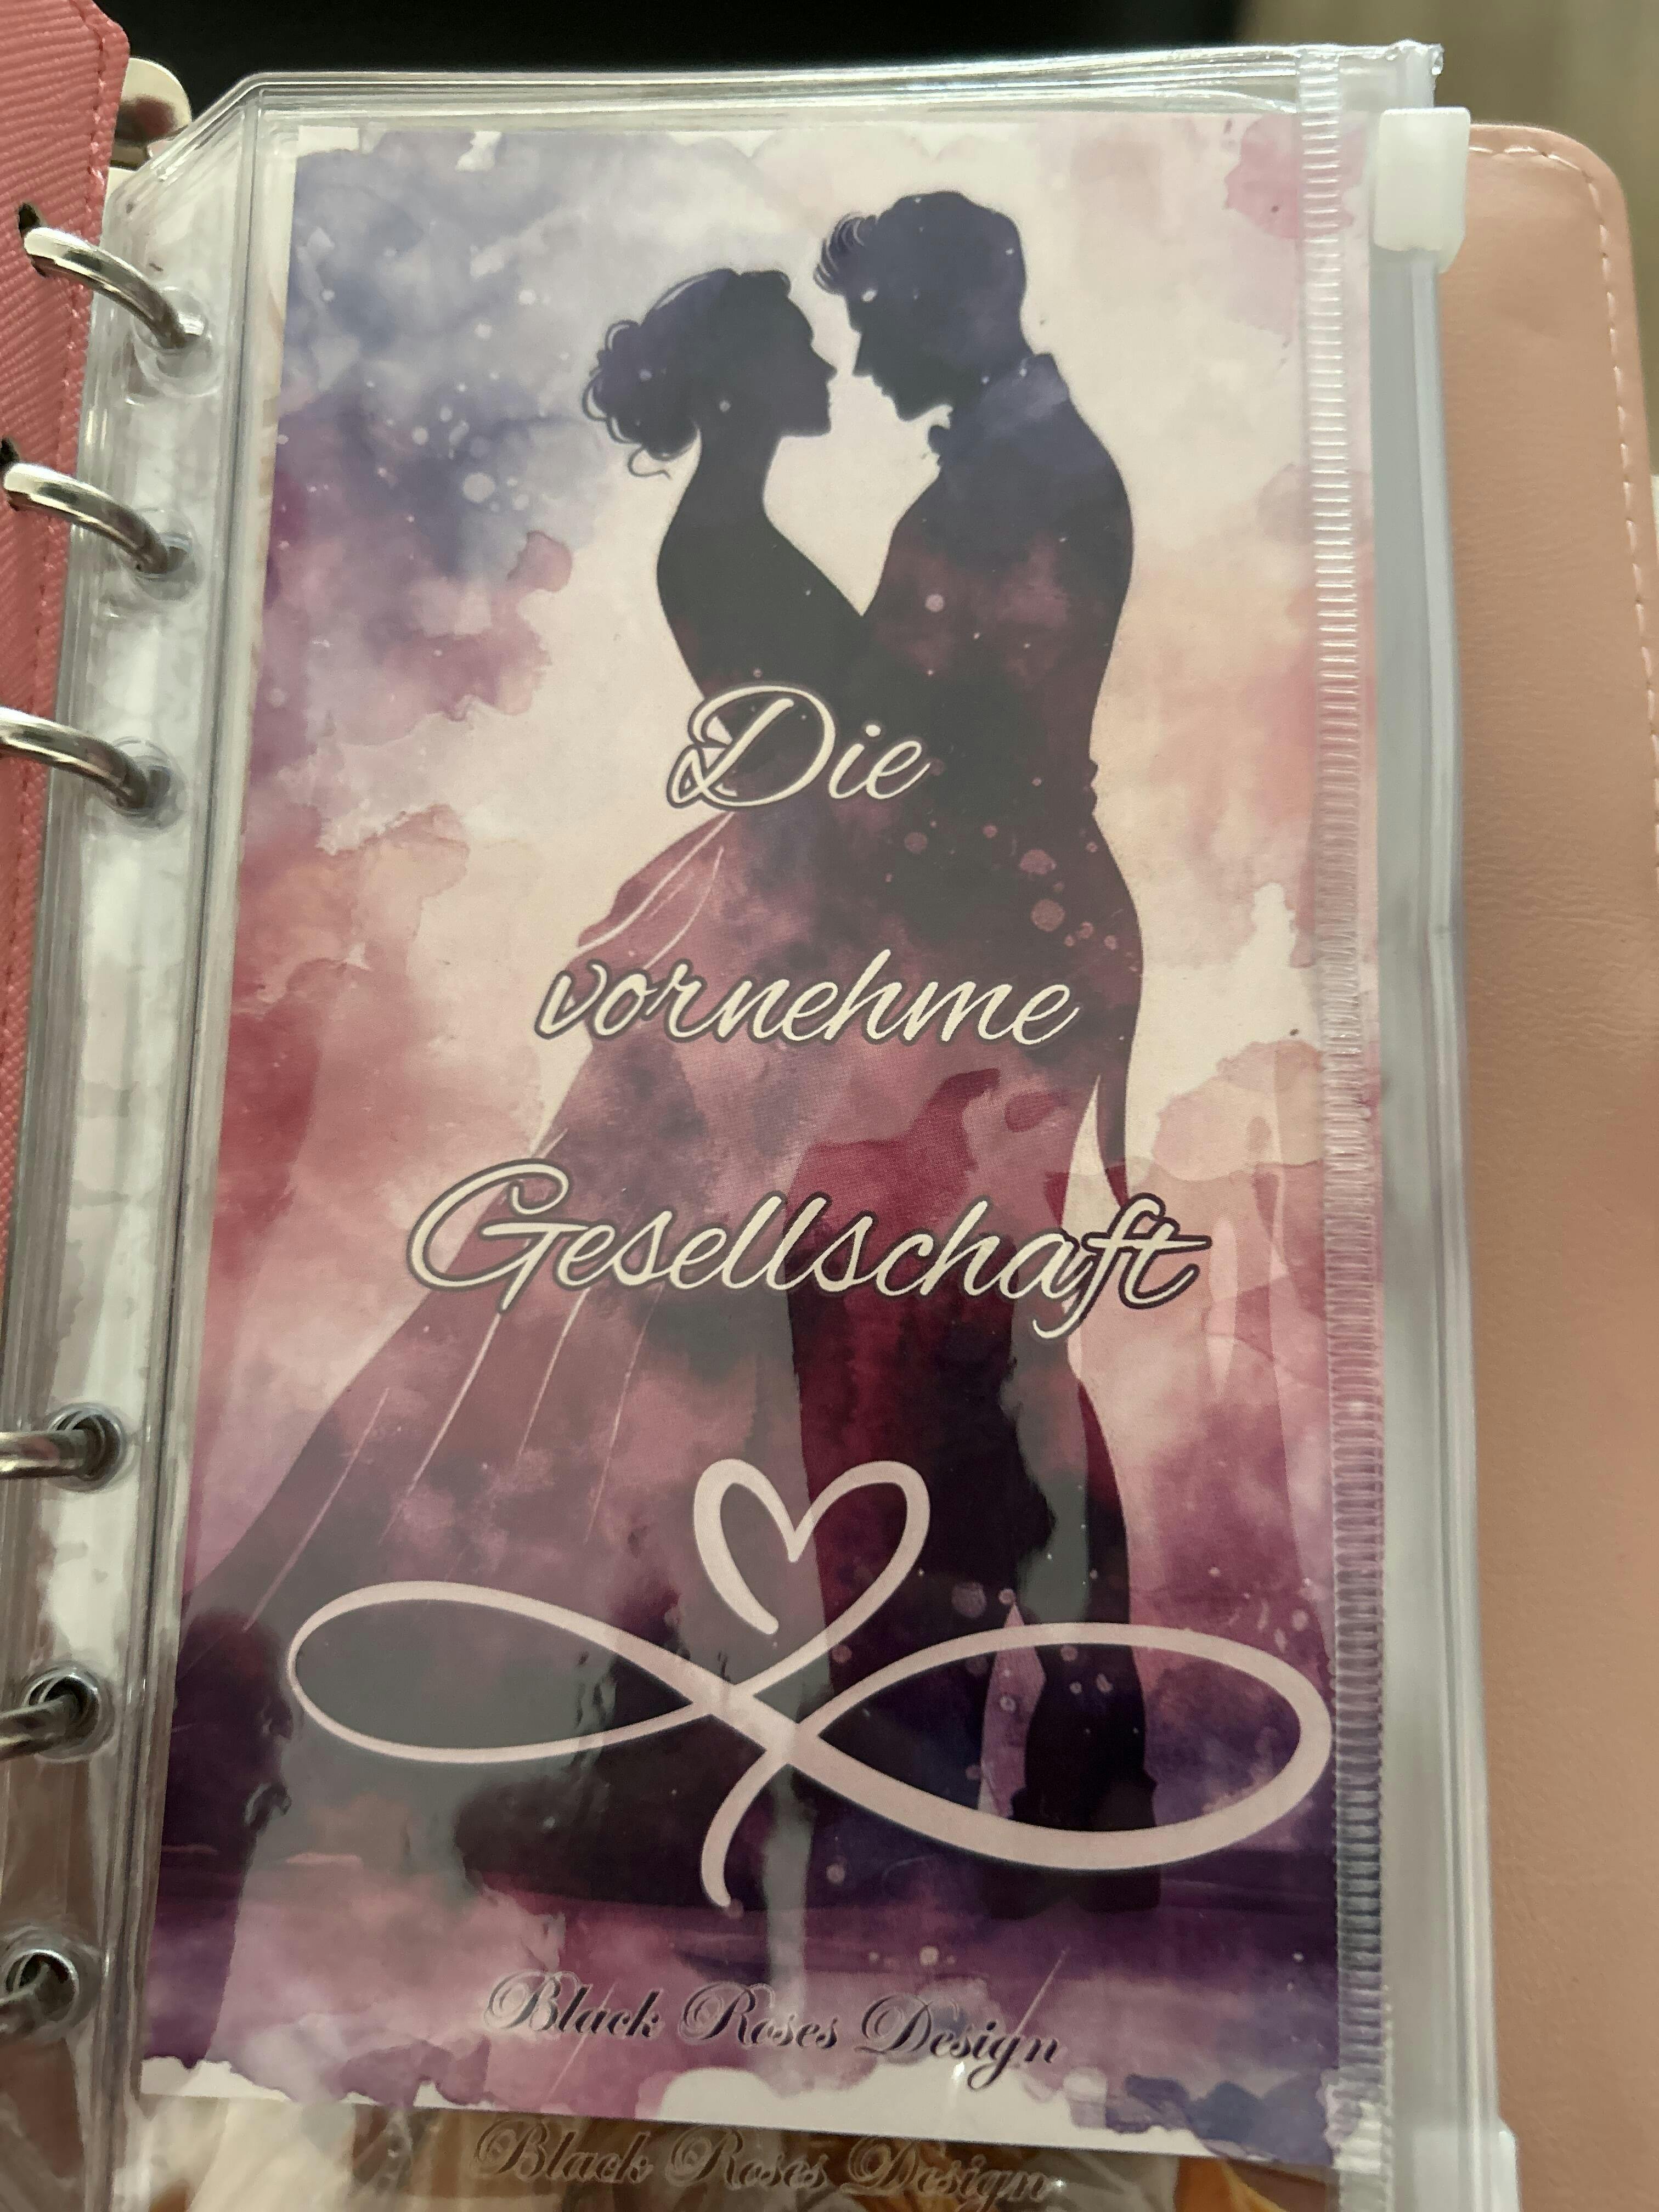 Die
vornehme
Gesellschaft
Black Roses Design
Black Roses Design